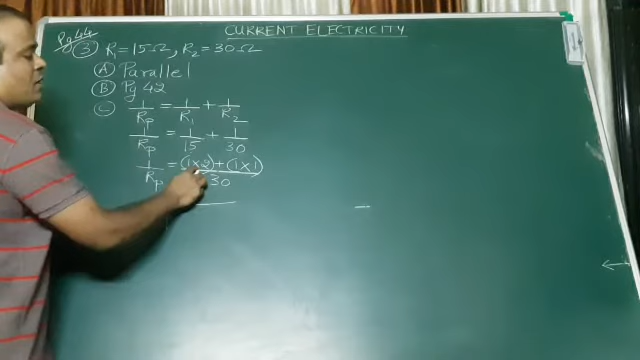 CURRENT ELECTRICITY
Pg 44
③ R₁ = 15Ω, R₂ = 30Ω
Ⓐ Parallel
Ⓑ Pg 42
Ⓒ 1/Rp = 1/R₁ + 1/R₂
1/Rp = 1/15 + 1/30
1/Rp = (1×2) + (1×1)/30